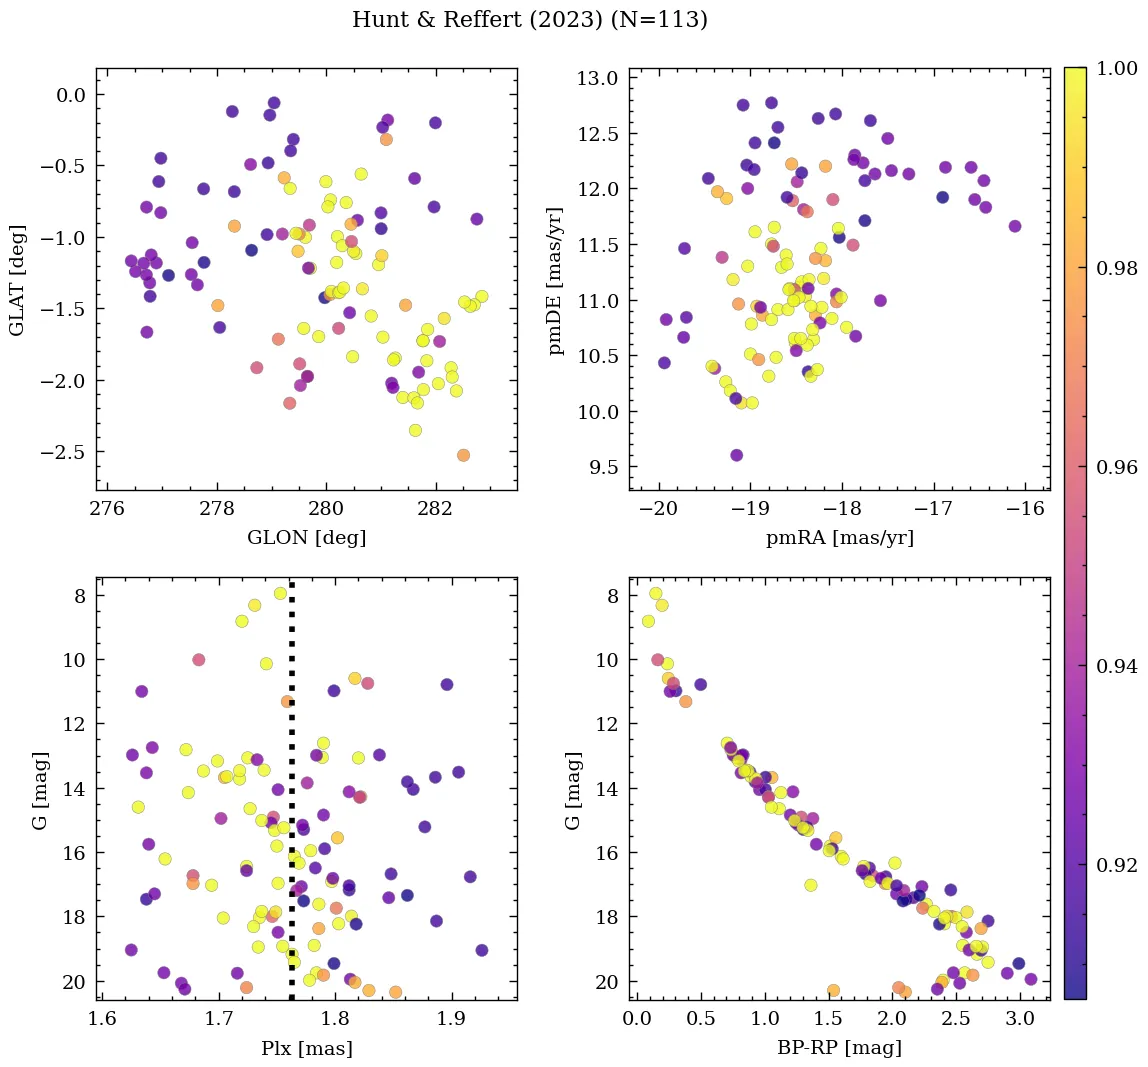 Hunt & Reffert (2023) (N=113)
0.0
−0.5
−1.0
−1.5
−2.0
−2.5
GLAT [deg]
276 278 280 282
GLON [deg]
13.0
12.5
12.0
11.5
11.0
10.5
10.0
9.5
pmDE [mas/yr]
−20 −19 −18 −17 −16
pmRA [mas/yr]
8
10
12
14
16
18
20
G [mag]
1.6 1.7 1.8 1.9
Plx [mas]
8
10
12
14
16
18
20
G [mag]
0.0 0.5 1.0 1.5 2.0 2.5 3.0
BP-RP [mag]
1.00
0.98
0.96
0.94
0.92